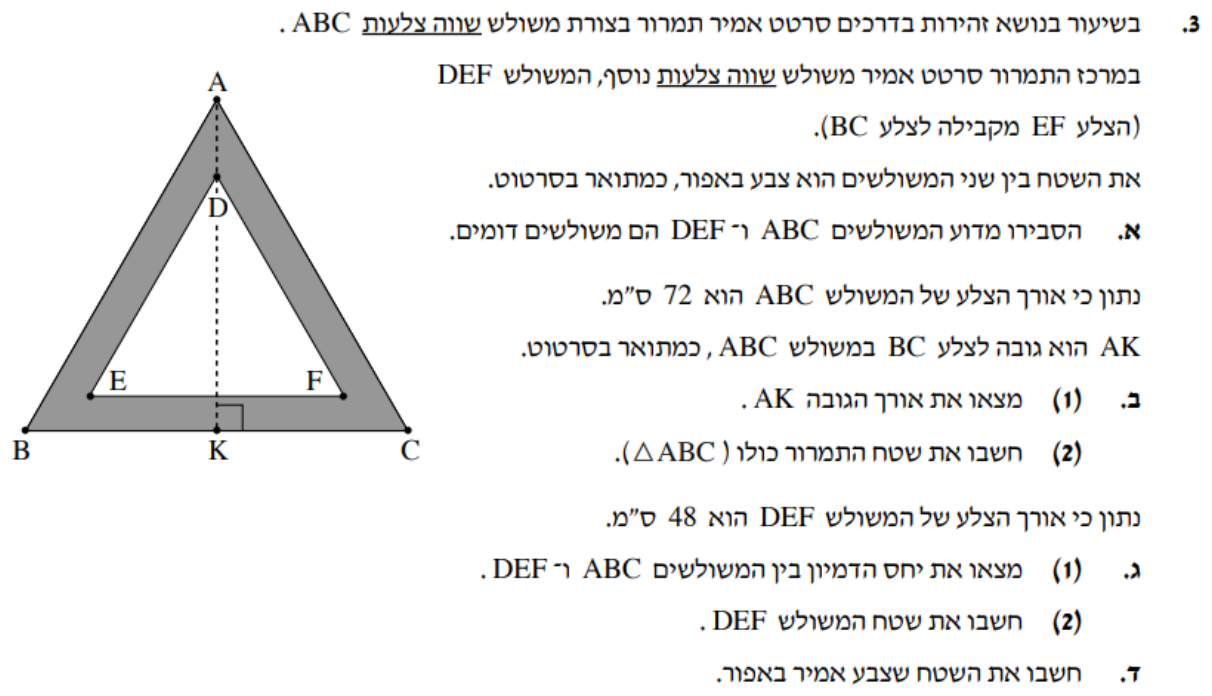 3. בשיעור בנושא זהירות בדרכים סרטט אמיר תמרור בצורת משולש שווה צלעות ABC .
במרכז התמרור סרטט אמיר משולש שווה צלעות נוסף, המשולש DEF
(הצלע EF מקבילה לצלע BC).
את השטח בין שני המשולשים הוא צבע באפור, כמתואר בסרטוט.
א. הסבירו מדוע המשולשים ABC ו־ DEF הם משולשים דומים.
נתון כי אורך הצלע של המשולש ABC הוא 72 ס״מ.
AK הוא גובה לצלע BC במשולש ABC , כמתואר בסרטוט.
ב. (1) מצאו את אורך הגובה AK .
(2) חשבו את שטח התמרור כולו ( △ABC ).
נתון כי אורך הצלע של המשולש DEF הוא 48 ס״מ.
ג. (1) מצאו את יחס הדמיון בין המשולשים ABC ו־ DEF .
(2) חשבו את שטח המשולש DEF .
ד. חשבו את השטח שצבע אמיר באפור.
A
D
E F
B K C